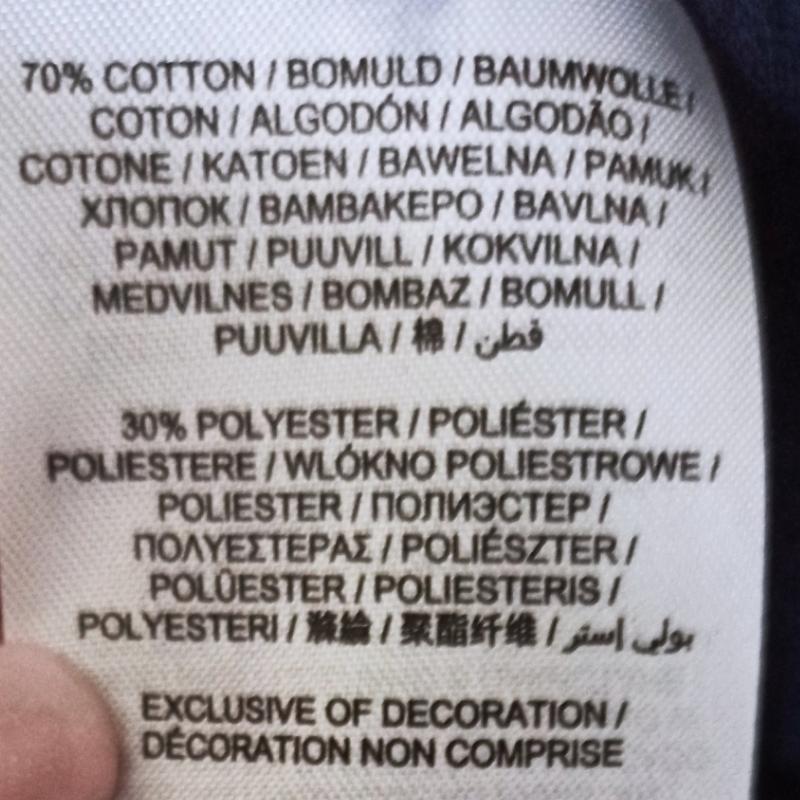 70% COTTON / BOMULD / BAUMWOLLE /
COTON / ALGODÓN / ALGODÃO /
COTONE / KATOEN / BAWELNA / PAMUK /
ХЛОПОК / ΒΑΜΒΑΚΕΡΟ / BAVLNA /
PAMUT / PUUVILL / KOKVILNA /
MEDVILNES / BOMBAZ / BOMULL /
PUUVILLA / 棉 / قطن
30% POLYESTER / POLIÉSTER /
POLIESTERE / WLÓKNO POLIESTROWE /
POLIESTER / ПОЛИЭСТЕР /
ΠΟΛΥΕΣΤΕΡΑΣ / POLIÉSZTER /
POLÜESTER / POLIESTERIS /
POLYESTERI / 滌綸 / 聚酯纤维 / بولي استر
EXCLUSIVE OF DECORATION /
DÉCORATION NON COMPRISE